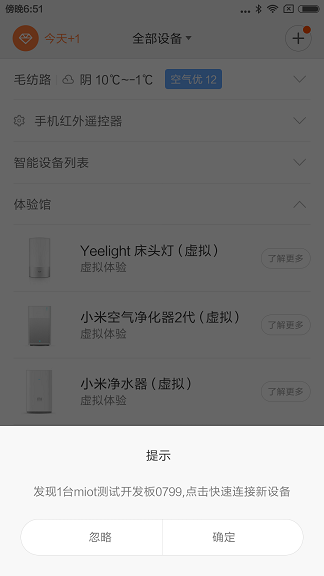 傍晚6:51
今天+1 全部设备
毛纺路 阴 10℃~-1℃ 空气优 12
手机红外遥控器
智能设备列表
体验馆
Yeelight 床头灯（虚拟）
虚拟体验
了解更多
小米空气净化器2代（虚拟）
虚拟体验
了解更多
小米净水器（虚拟）
虚拟体验
了解更多
提示
发现1台miot测试开发板0799,点击快速连接新设备
忽略 确定